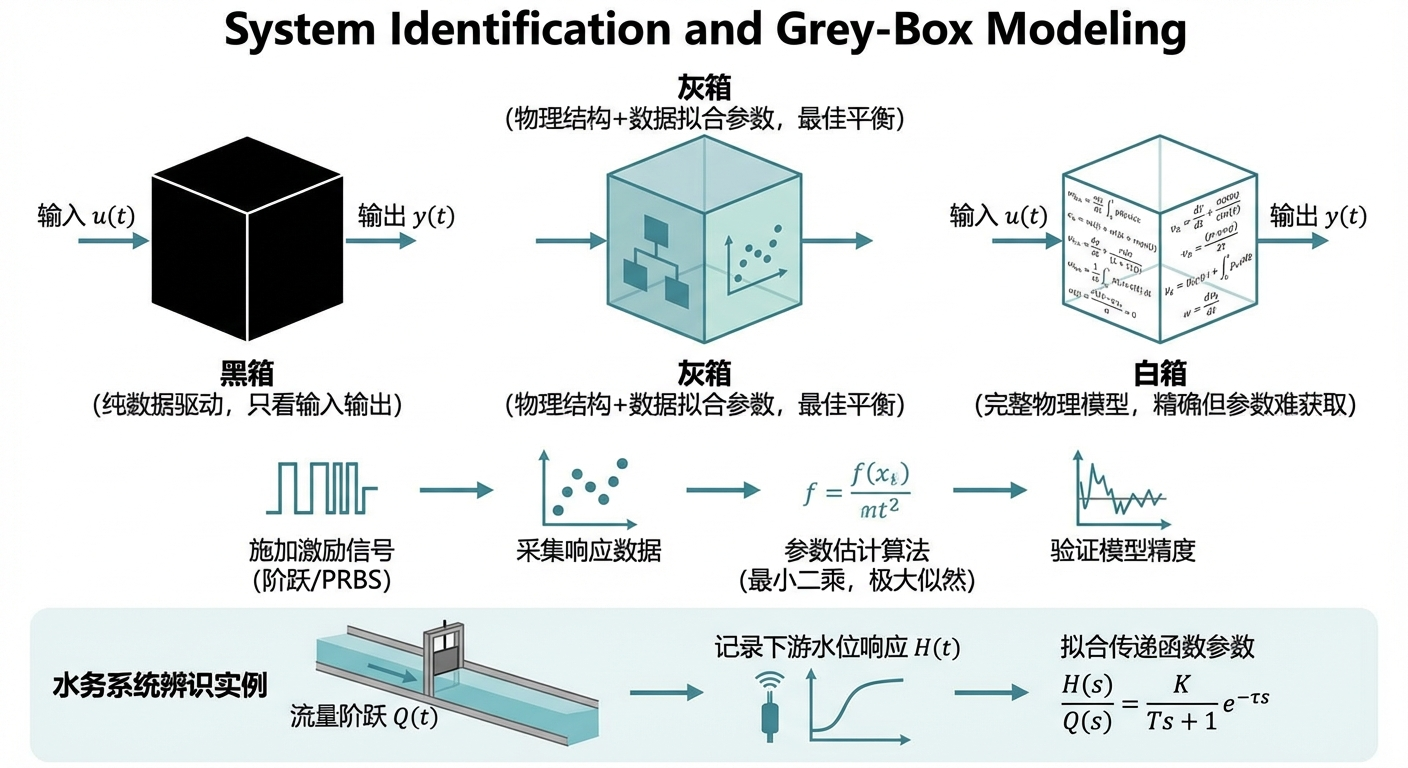 System Identification and Grey-Box Modeling
灰箱
(物理结构+数据拟合参数，最佳平衡)
输入 u(t)
输出 y(t)
输入 u(t)
输出 y(t)
黑箱
(纯数据驱动，只看输入输出)
灰箱
(物理结构+数据拟合参数，最佳平衡)
白箱
(完整物理模型，精确但参数难获取)
施加激励信号
(阶跃/PRBS)
采集响应数据
f = f(x) / mt²
参数估计算法
(最小二乘，极大似然)
验证模型精度
水务系统辨识实例
流量阶跃 Q(t)
记录下游水位响应 H(t)
拟合传递函数参数
H(s)/Q(s) = K/(Ts + 1) e^{-τs}